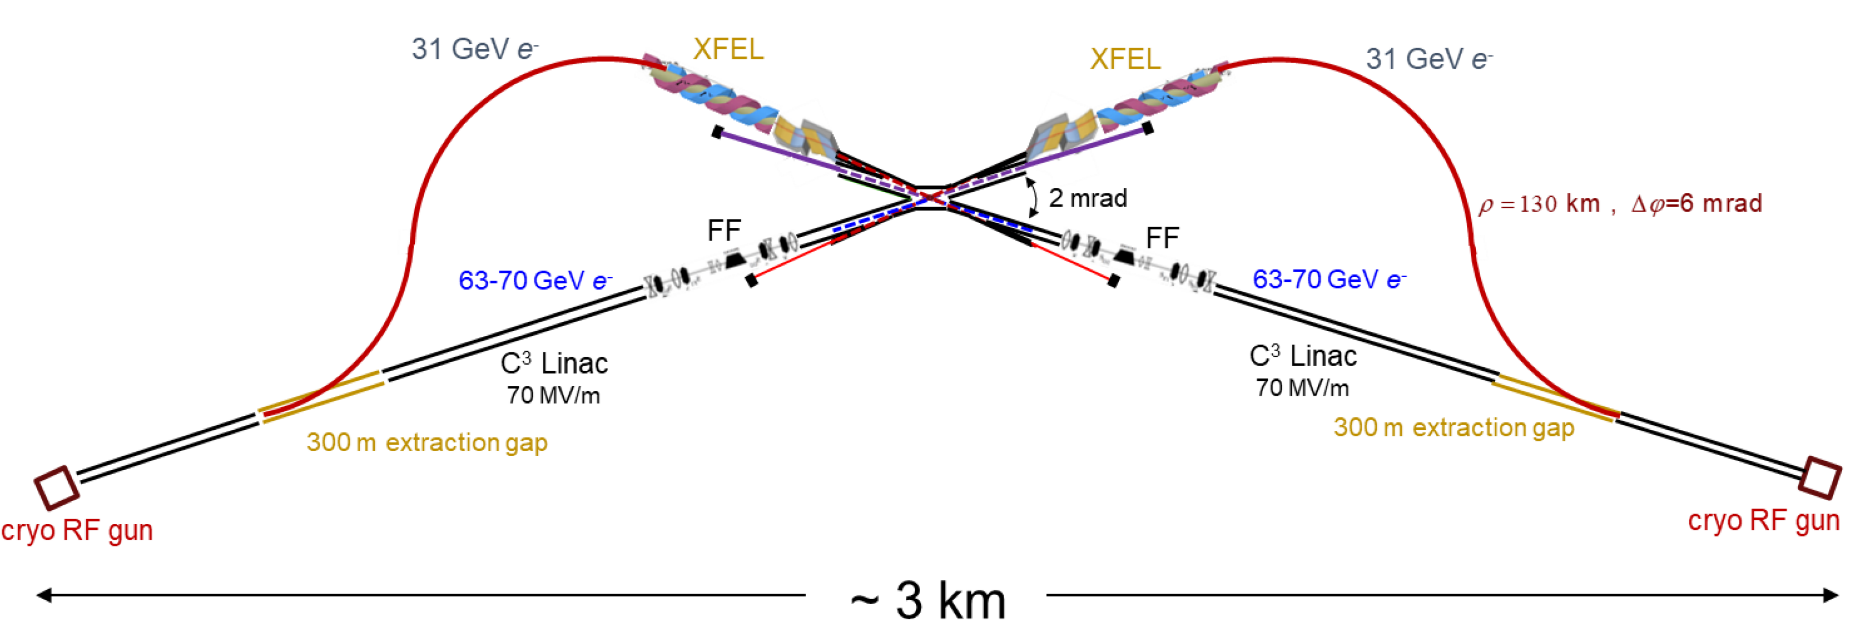 31 GeV e-
XFEL
XFEL
31 GeV e-
2 mrad
ρ = 130 km , Δφ=6 mrad
FF
FF
63-70 GeV e-
63-70 GeV e-
C³ Linac
70 MV/m
C³ Linac
70 MV/m
300 m extraction gap
300 m extraction gap
cryo RF gun
cryo RF gun
~ 3 km